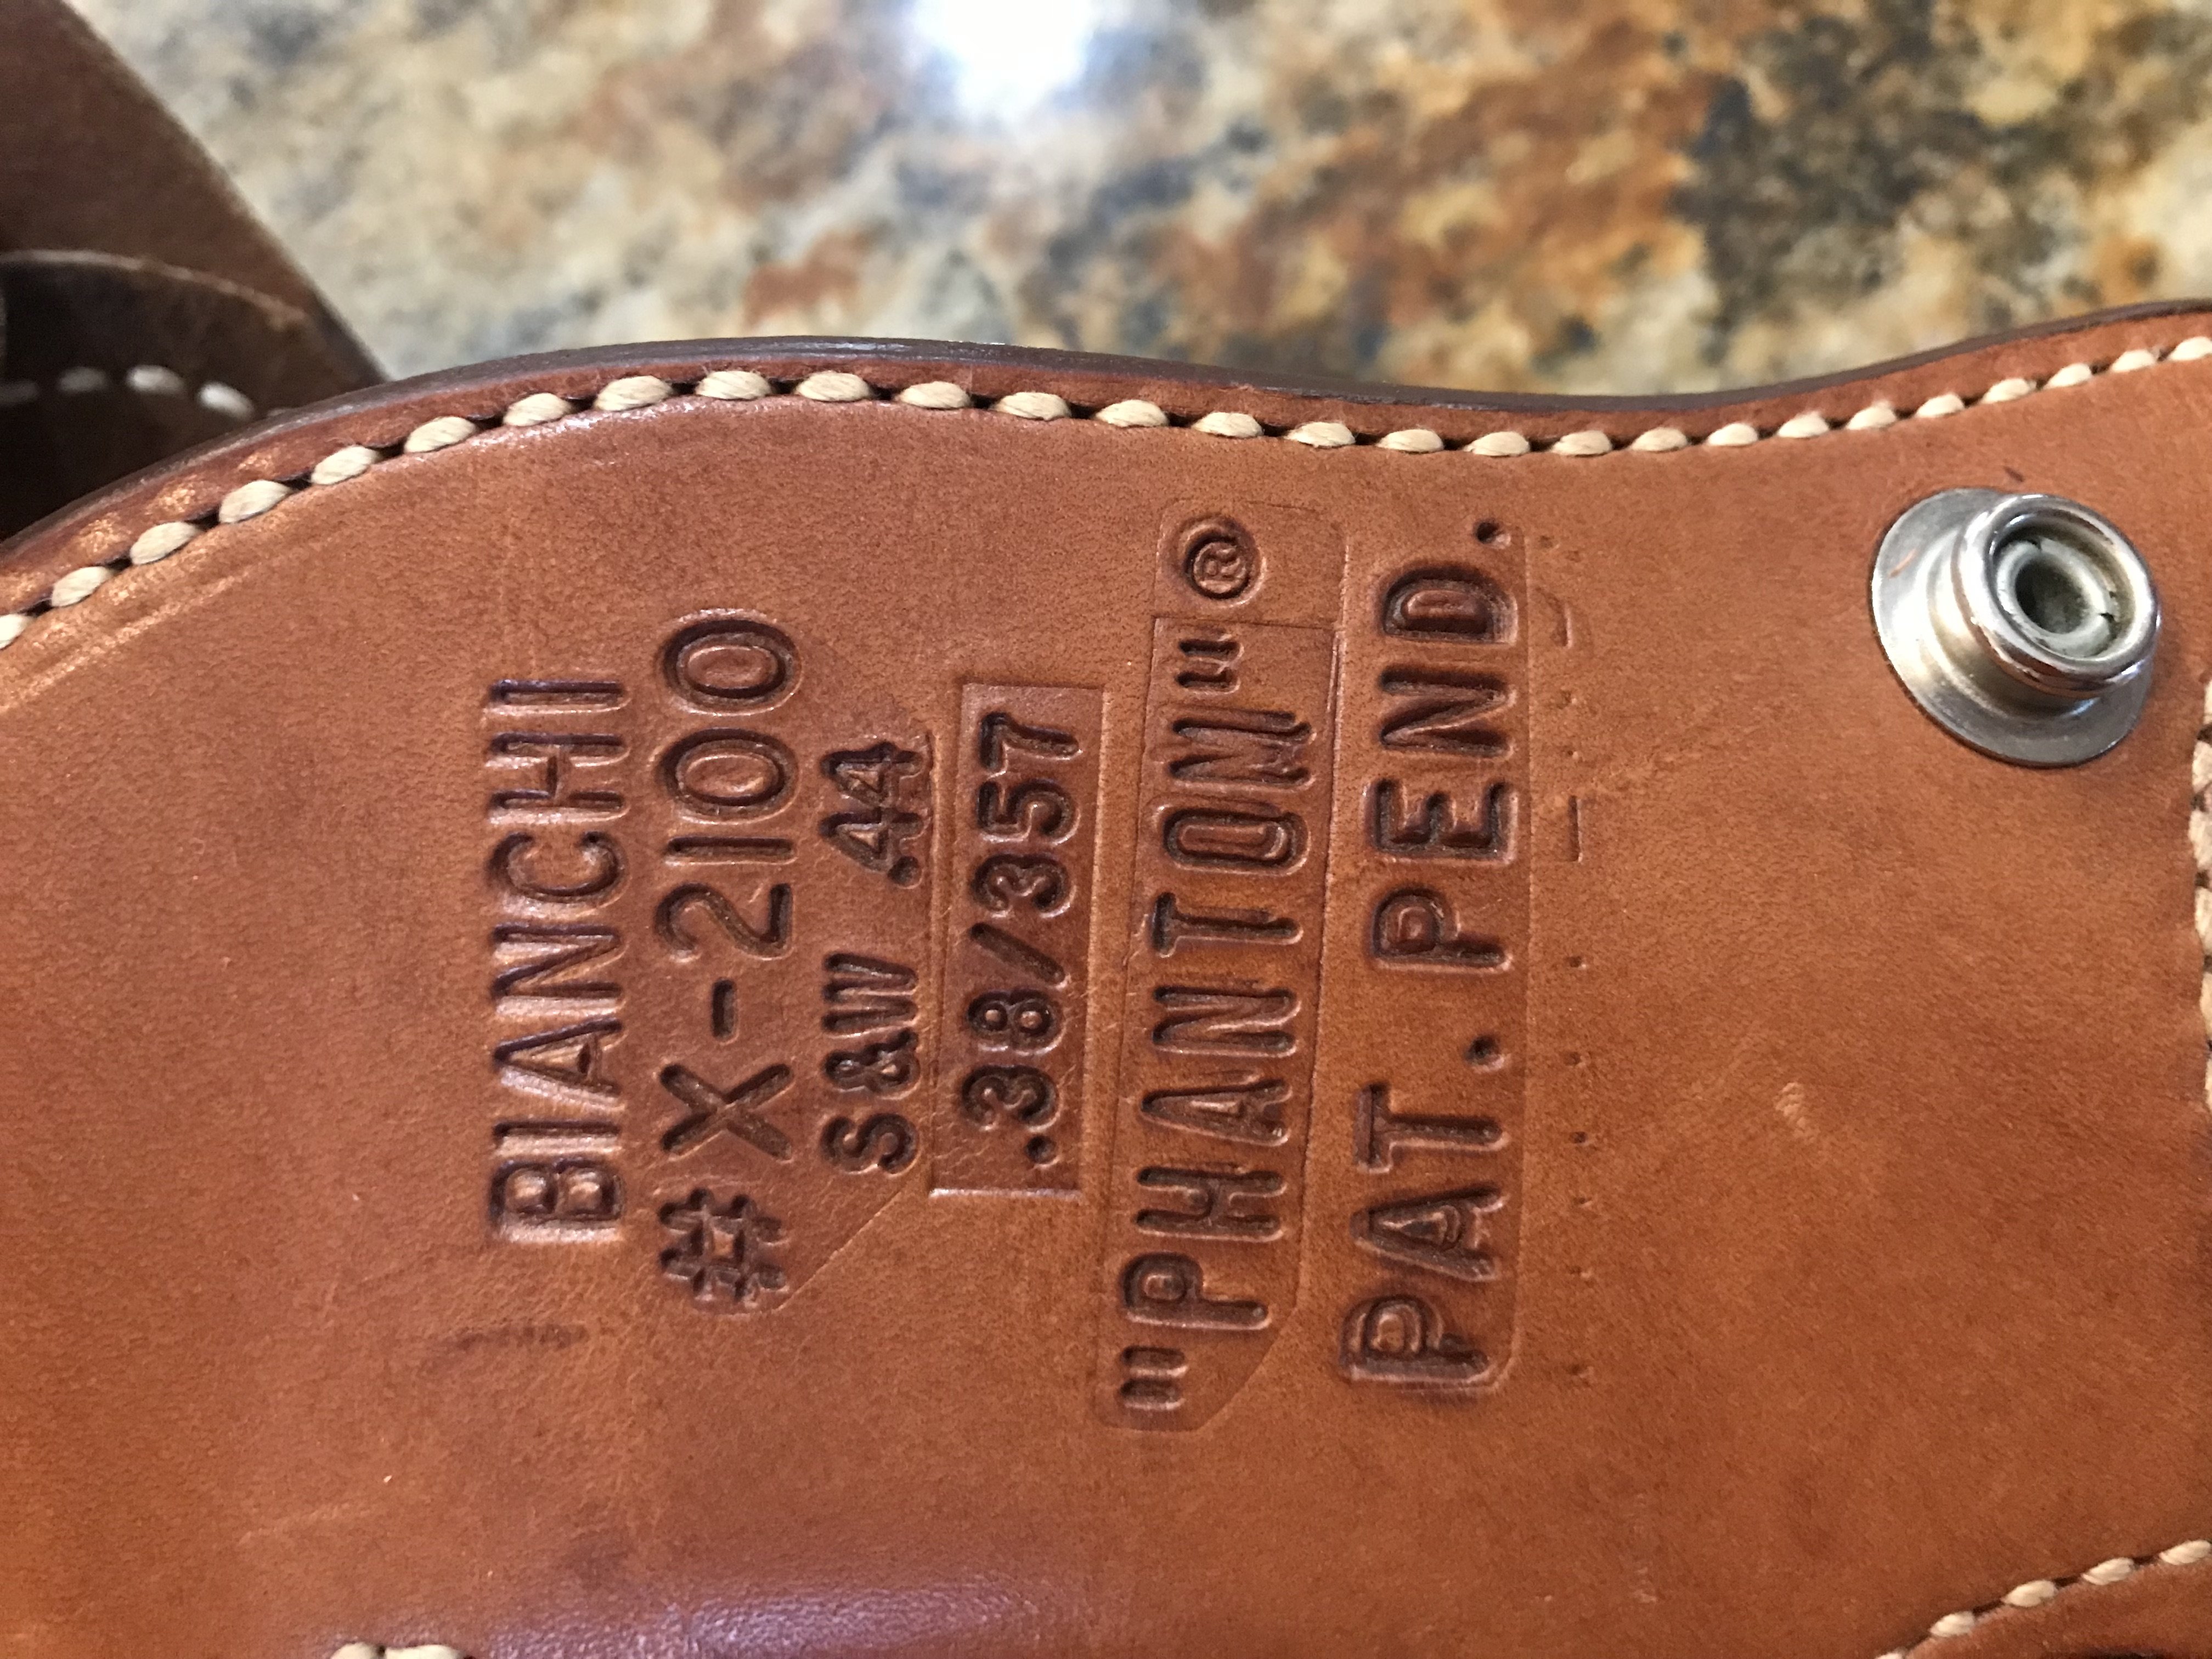 BIANCHI
# X-2100
S&W .44
.38/357
"PHANTOM"®
PAT. PEND.